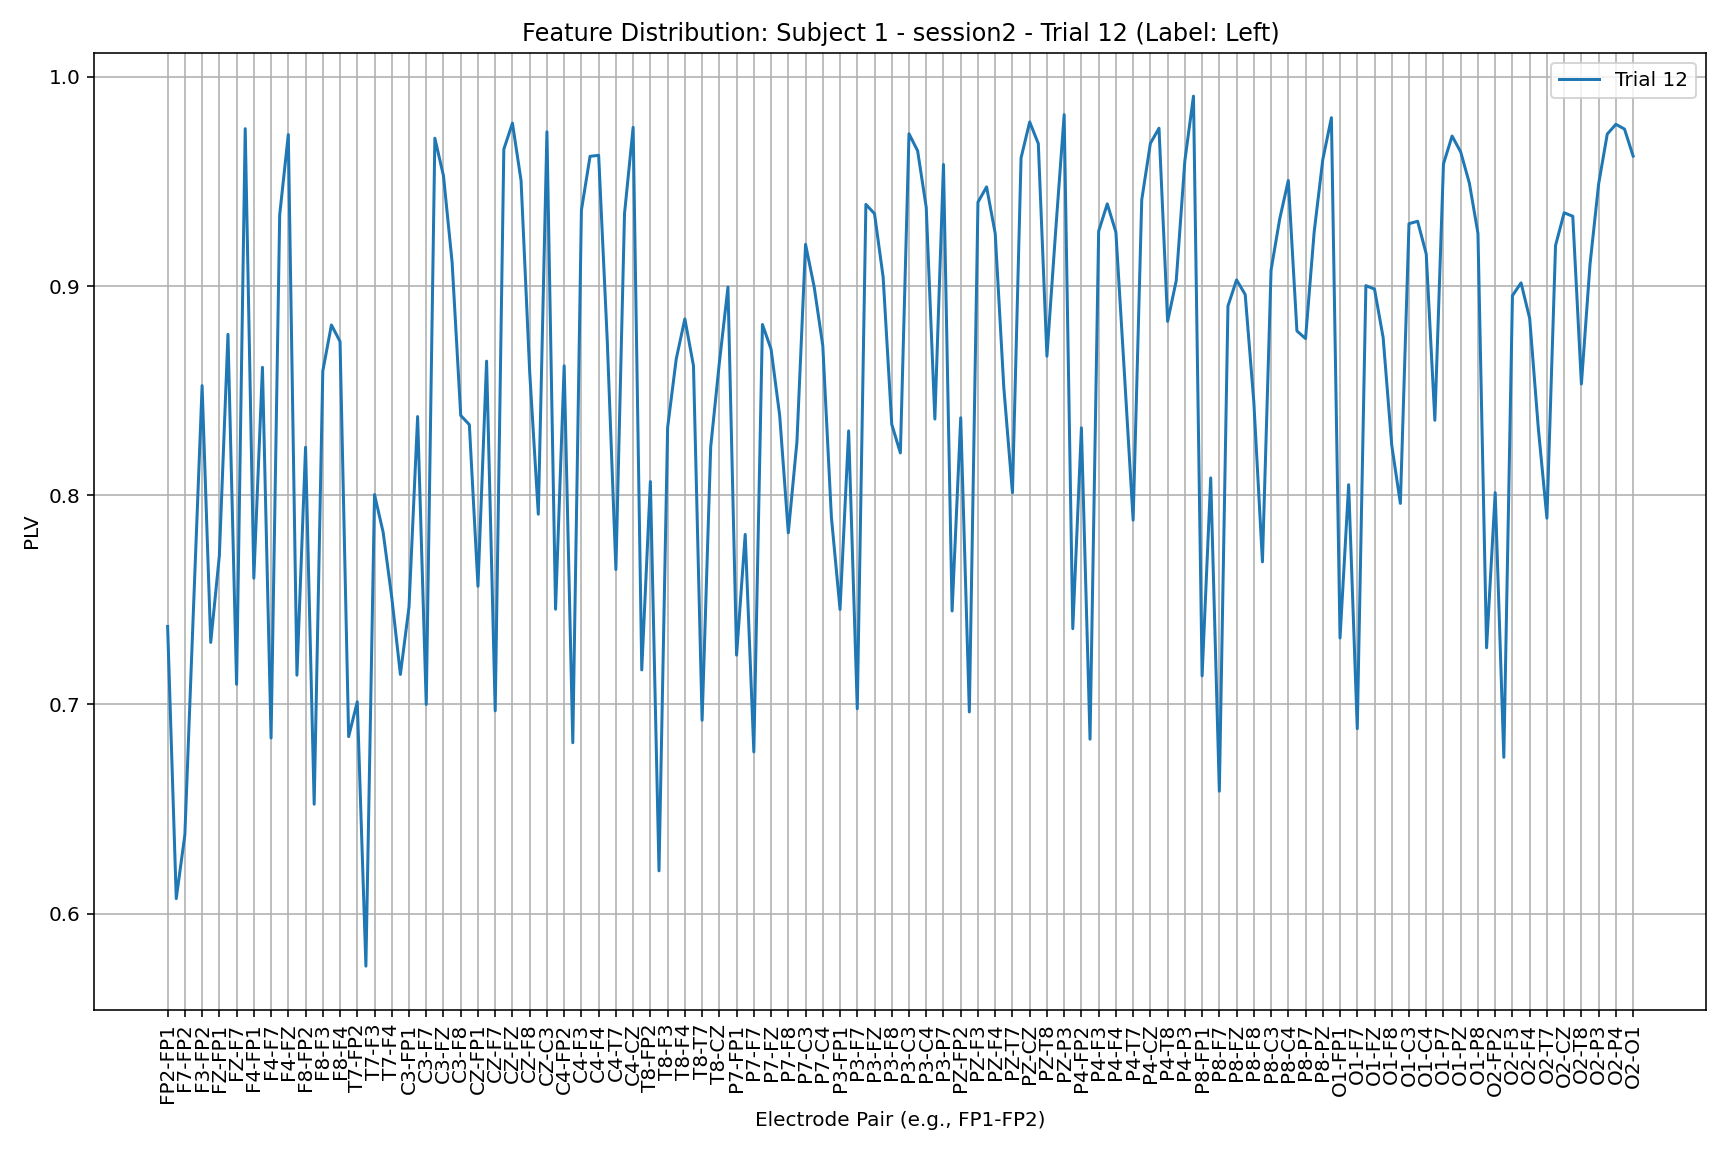 Feature Distribution: Subject 1 - session2 - Trial 12 (Label: Left)
Trial 12
1.0
0.9
0.8
0.7
0.6
PLV
FP2-FP1
F7-FP2
F3-FP2
FZ-FP1
FZ-F7
F4-FP1
F4-F7
F4-FZ
F8-FP2
F8-F3
F8-F4
T7-FP2
T7-F3
T7-F4
C3-FP1
C3-F7
C3-FZ
C3-F8
CZ-FP1
CZ-F7
CZ-FZ
CZ-F8
CZ-C3
C4-FP2
C4-F3
C4-F4
C4-T7
C4-CZ
T8-FP2
T8-F3
T8-F4
T8-T7
T8-CZ
P7-FP1
P7-F7
P7-FZ
P7-F8
P7-C3
P7-C4
P3-FP1
P3-F7
P3-FZ
P3-F8
P3-C3
P3-C4
P3-P7
PZ-FP2
PZ-F3
PZ-F4
PZ-T7
PZ-CZ
PZ-T8
PZ-P3
P4-FP2
P4-F3
P4-F4
P4-T7
P4-CZ
P4-T8
P4-P3
P8-FP1
P8-F7
P8-FZ
P8-F8
P8-C3
P8-C4
P8-P7
P8-PZ
O1-FP1
O1-F7
O1-FZ
O1-F8
O1-C3
O1-C4
O1-P7
O1-PZ
O1-P8
O2-FP2
O2-F3
O2-F4
O2-T7
O2-CZ
O2-T8
O2-P3
O2-P4
O2-O1
Electrode Pair (e.g., FP1-FP2)